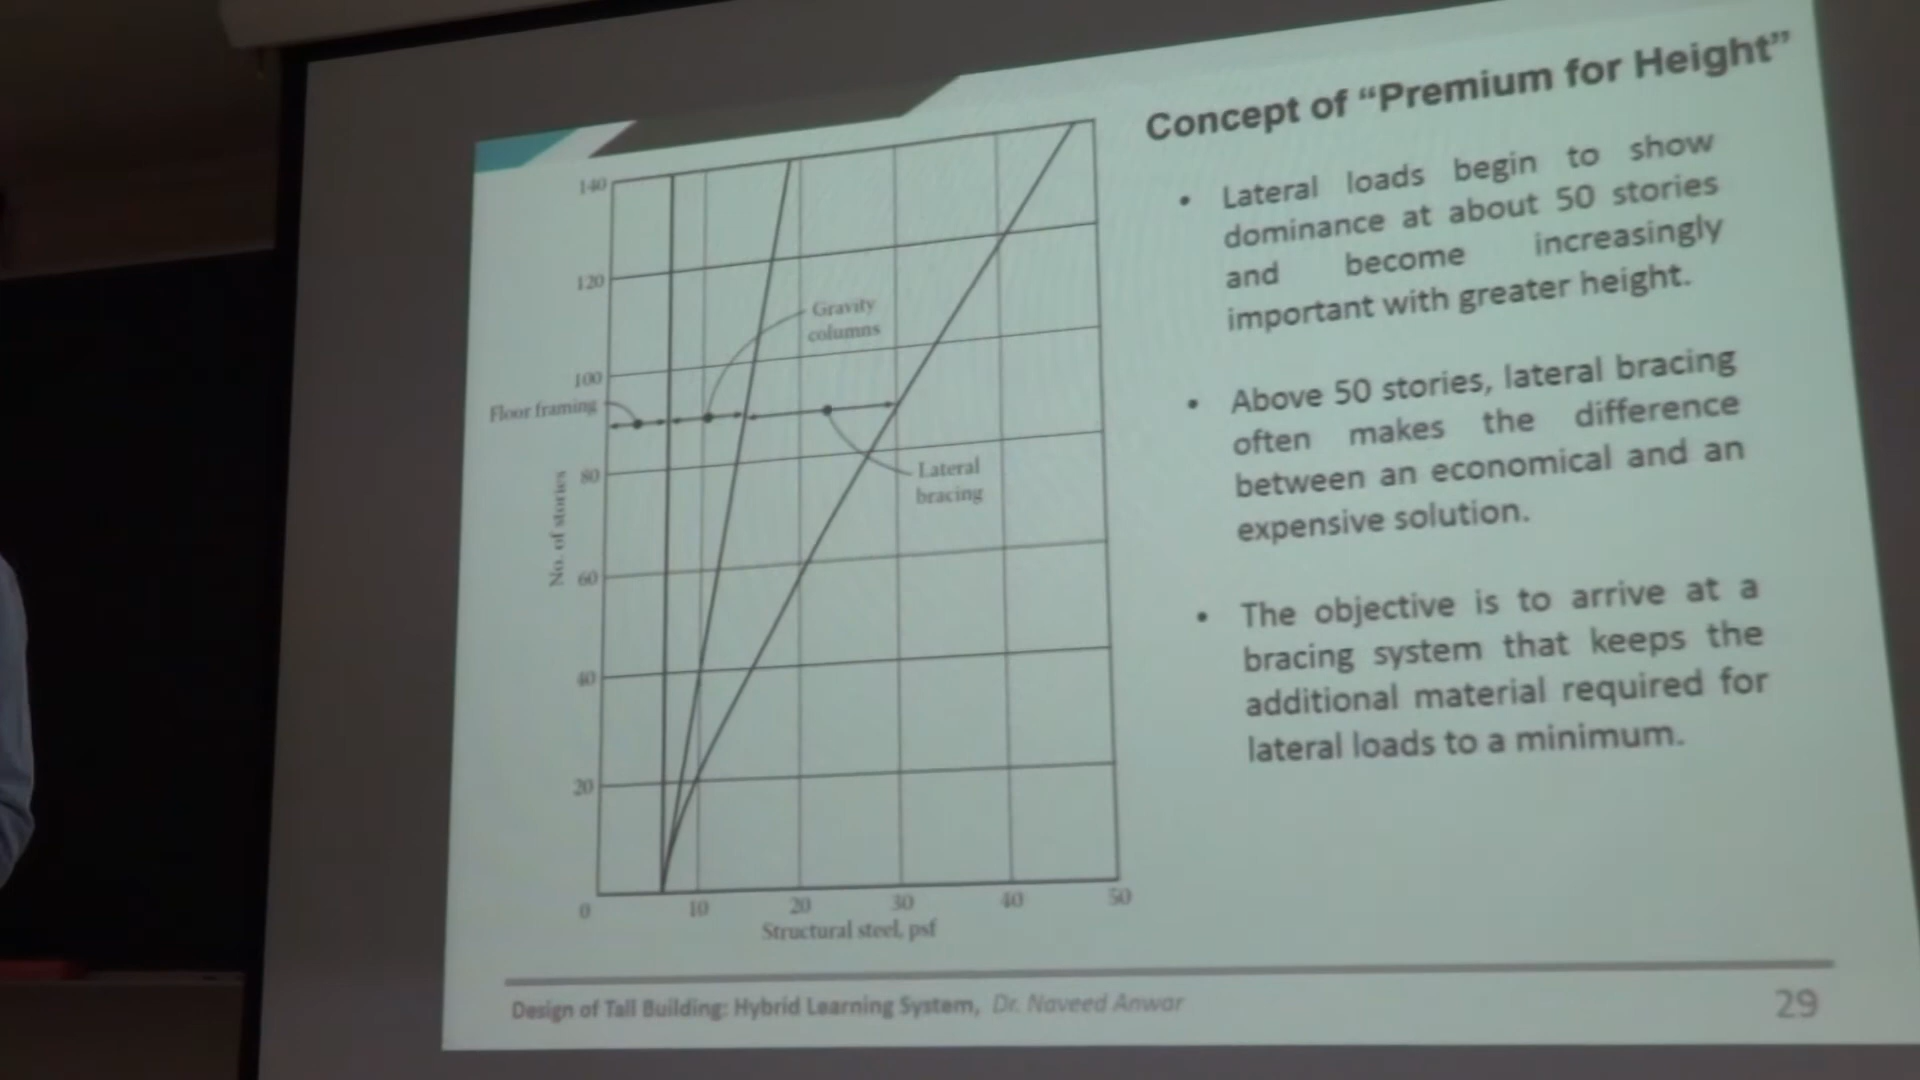 Concept of “Premium for Height”
• Lateral loads begin to show
dominance at about 50 stories
and become increasingly
important with greater height.
• Above 50 stories, lateral bracing
often makes the difference
between an economical and an
expensive solution.
• The objective is to arrive at a
bracing system that keeps the
additional material required for
lateral loads to a minimum.
140
120
100
80
60
40
20
0
No. of stories
Floor framing
Gravity
columns
Lateral
bracing
10 20 30 40 50
Structural steel, psf
Design of Tall Building: Hybrid Learning System, Dr. Naveed Anwar
29